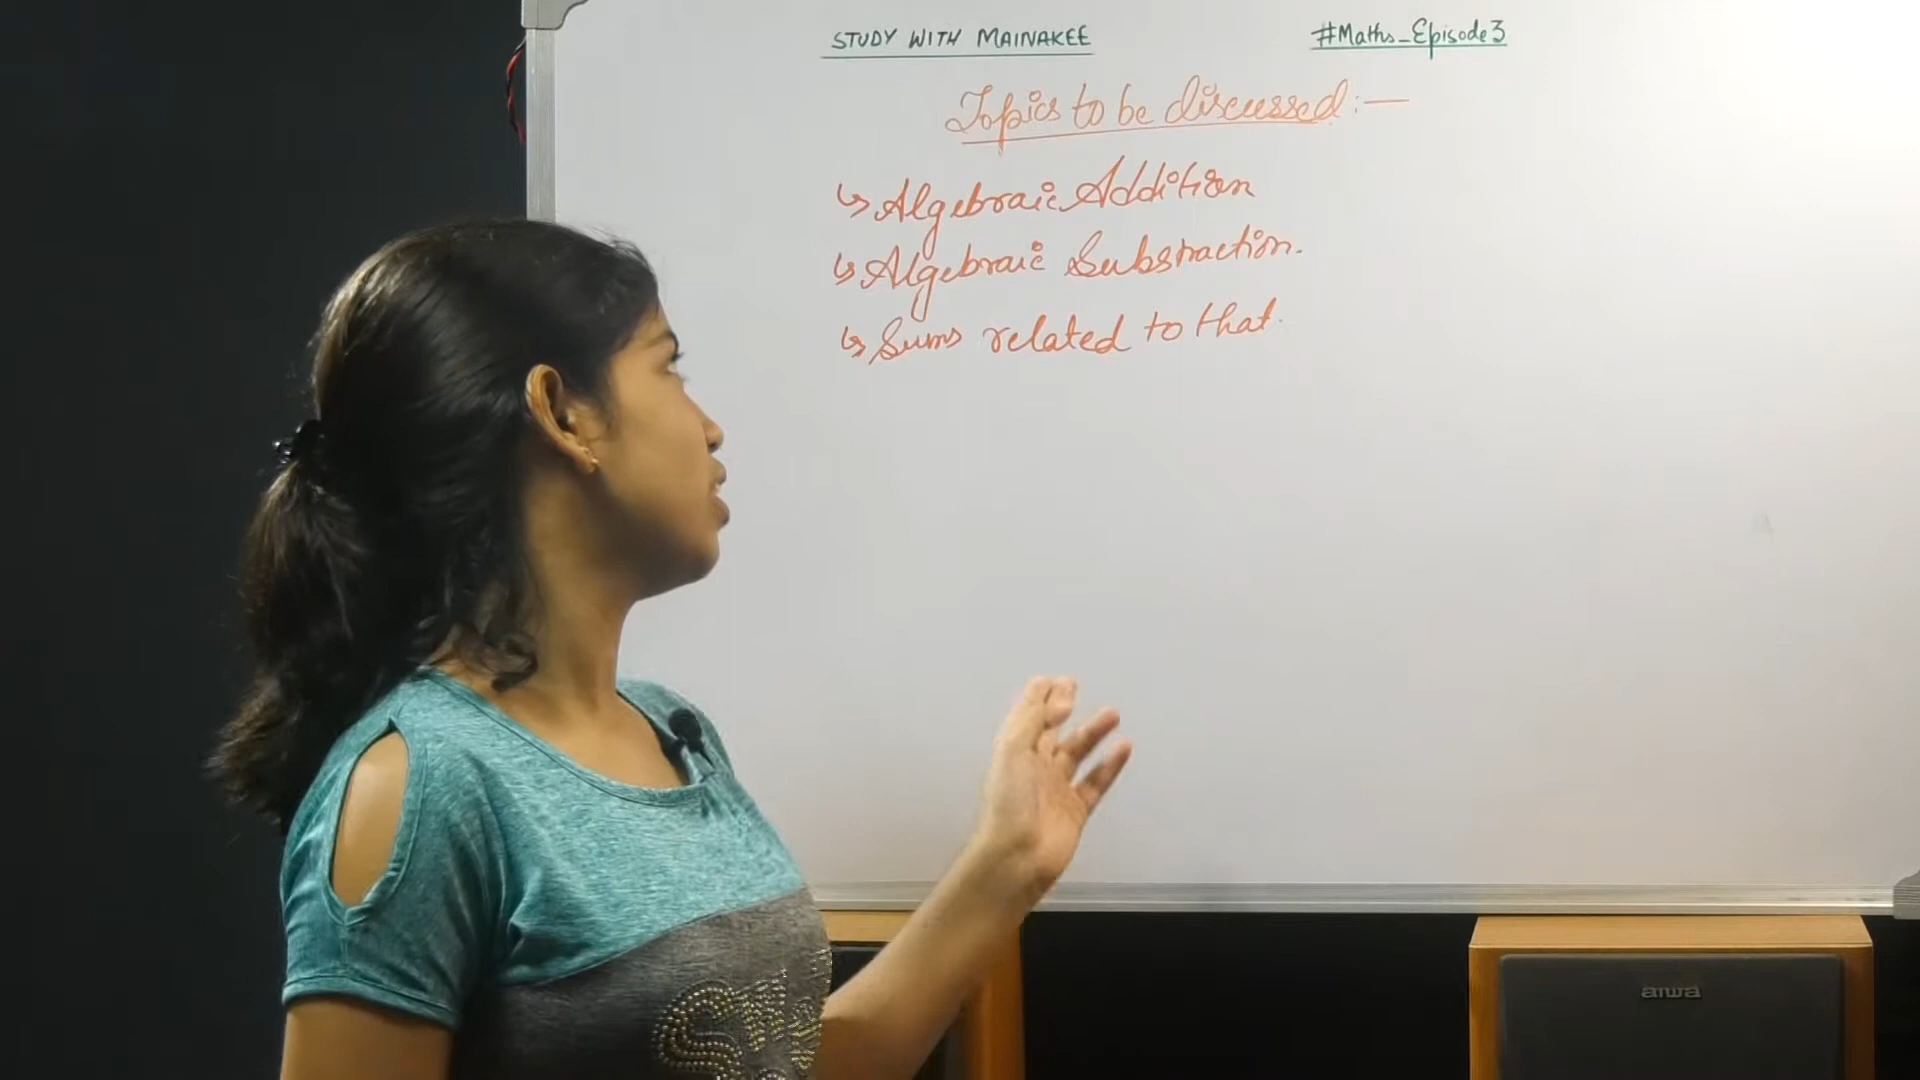 STUDY WITH MAINAKEE
#Maths_Episode3
Topics to be discussed:—
↳ Algebraic Addition
↳ Algebraic Substraction.
↳ Sums related to that.
aiwa